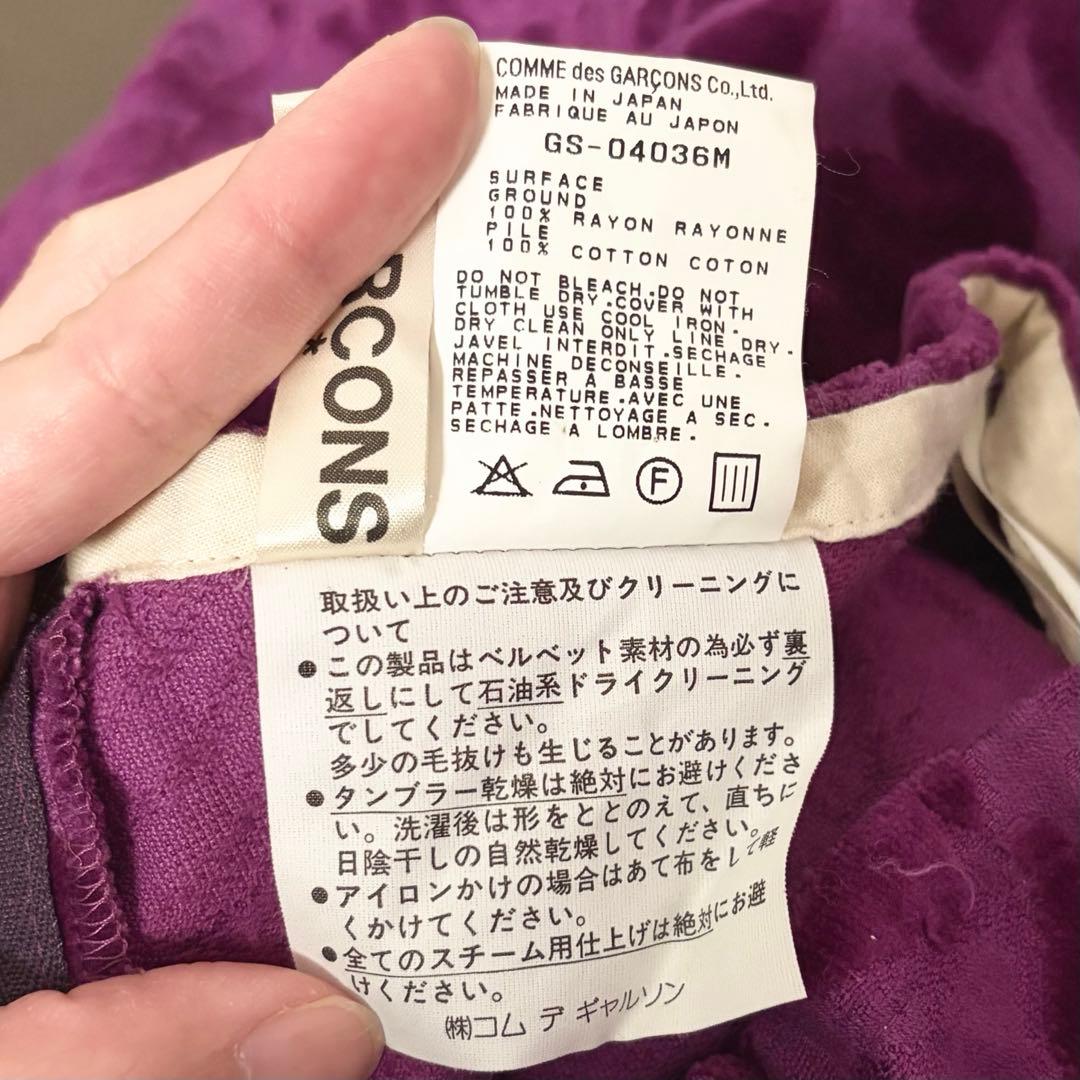 COMME des GARÇONS Co.,Ltd.
MADE IN JAPAN
FABRIQUE AU JAPON
GS-04036M
SURFACE
GROUND
100% RAYON RAYONNE
PILE
100% COTTON COTON
DO NOT BLEACH.DO NOT
TUMBLE DRY.COVER WITH
CLOTH USE COOL IRON.
DRY CLEAN ONLY LINE DRY.
JAVEL INTERDIT.SECHAGE
MACHINE DECONSEILLE.
REPASSER A BASSE
TEMPERATURE.AVEC UNE
PATTE.NETTOYAGE A SEC.
SECHAGE A LOMBRE.
F
RCONS
*
取扱い上のご注意及びクリーニングに
ついて
●この製品はベルベット素材の為必ず裏
返しにして石油系ドライクリーニング
でしてください。
多少の毛抜けも生じることがあります。
●タンブラー乾燥は絶対にお避けくださ
い。洗濯後は形をととのえて、直ちに
日陰干しの自然乾燥してください。
●アイロンかけの場合はあて布をして軽
くかけてください。
●全てのスチーム用仕上げは絶対にお避
けください。
㈱コム デ ギャルソン